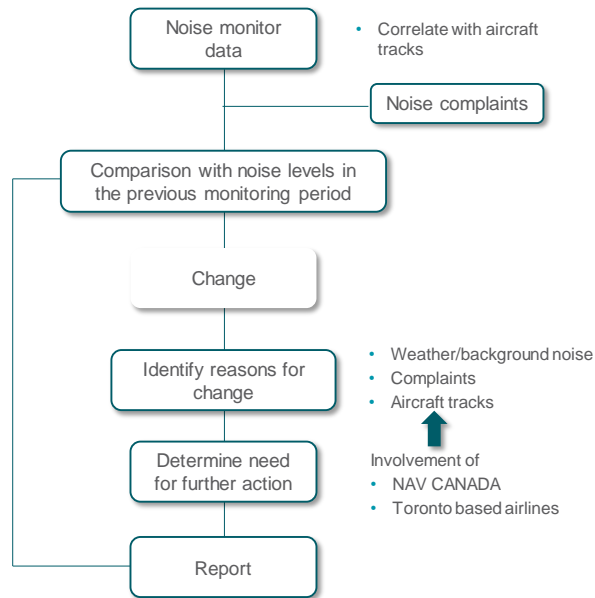 Noise monitor
data
• Correlate with aircraft
tracks
Noise complaints
Comparison with noise levels in
the previous monitoring period
Change
Identify reasons for
change
• Weather/background noise
• Complaints
• Aircraft tracks
Determine need
for further action
Involvement of
• NAV CANADA
• Toronto based airlines
Report